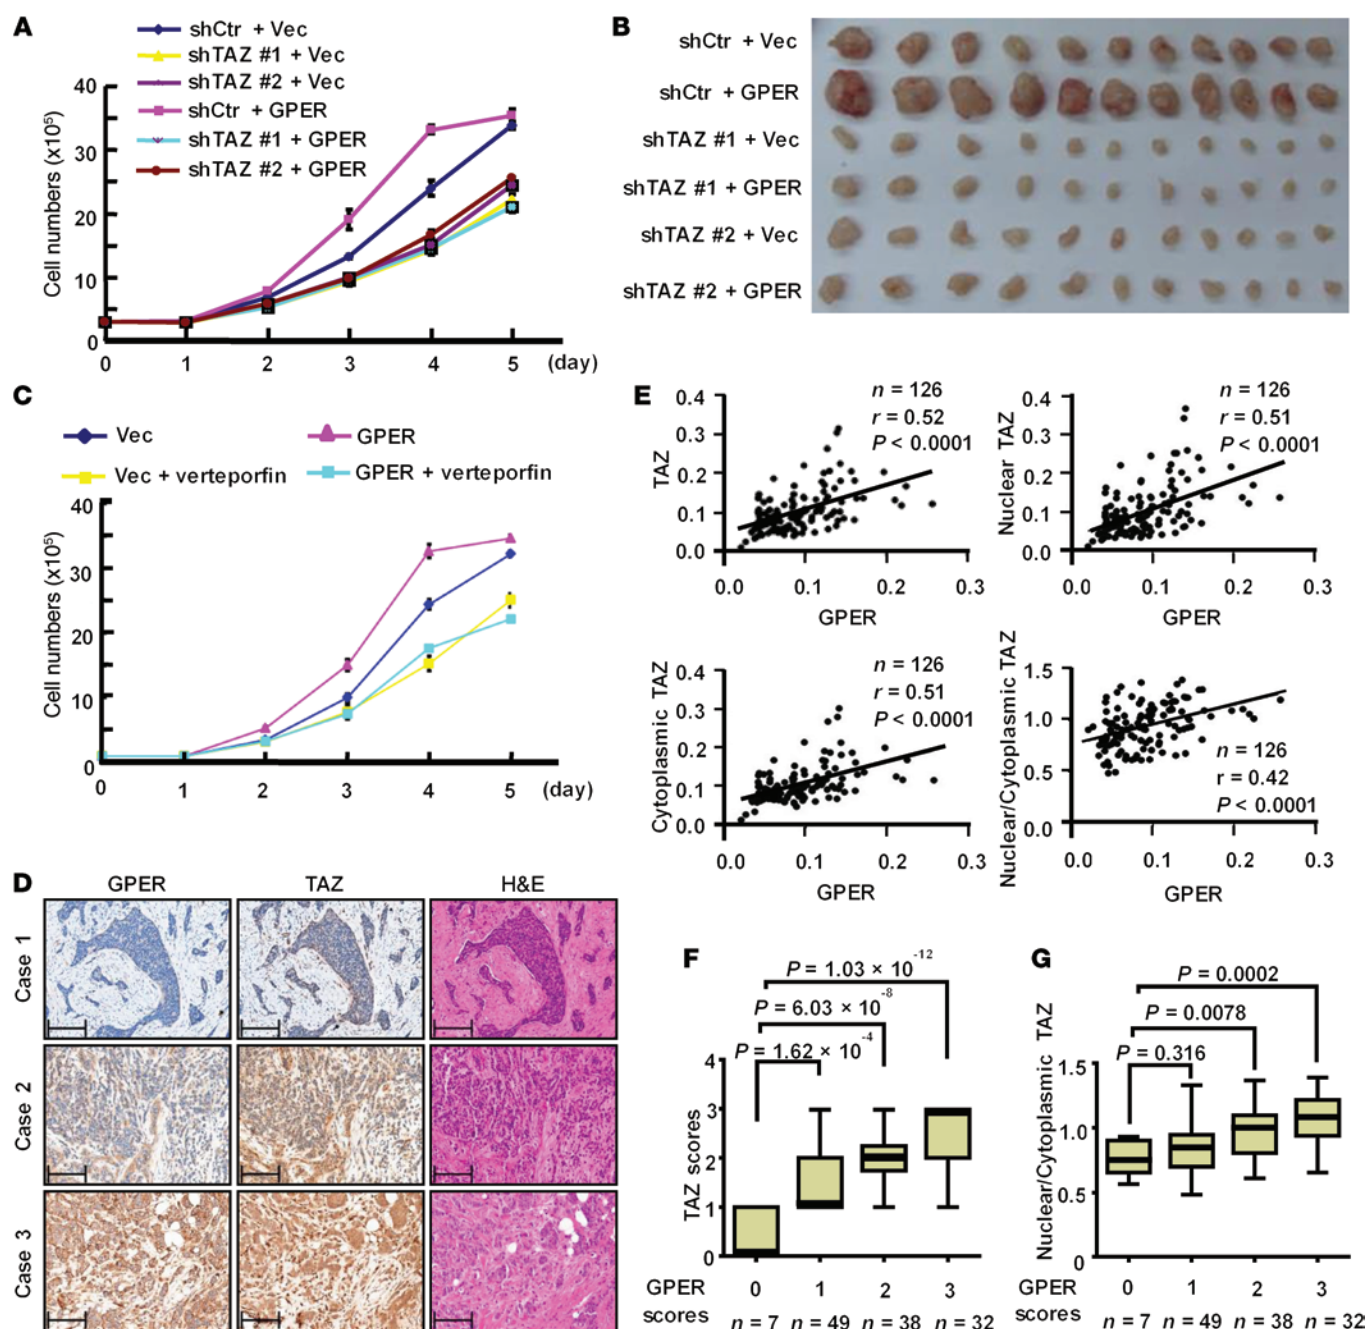 A
shCtr + Vec
shTAZ #1 + Vec
shTAZ #2 + Vec
shCtr + GPER
shTAZ #1 + GPER
shTAZ #2 + GPER
Cell numbers (x10⁵)
40
30
20
10
0
0 1 2 3 4 5 (day)
B
shCtr + Vec
shCtr + GPER
shTAZ #1 + Vec
shTAZ #1 + GPER
shTAZ #2 + Vec
shTAZ #2 + GPER
C
Vec
GPER
Vec + verteporfin
GPER + verteporfin
Cell numbers (x10⁵)
40
30
20
10
0
0 1 2 3 4 5 (day)
D
GPER TAZ H&E
Case 1
Case 2
Case 3
E
TAZ
0.4
0.3
0.2
0.1
0.0
n = 126
r = 0.52
P < 0.0001
0.0 0.1 0.2 0.3
GPER
Nuclear TAZ
0.4
0.3
0.2
0.1
0.0
n = 126
r = 0.51
P < 0.0001
0.0 0.1 0.2 0.3
GPER
Cytoplasmic TAZ
0.4
0.3
0.2
0.1
0.0
n = 126
r = 0.51
P < 0.0001
0.0 0.1 0.2 0.3
GPER
Nuclear/Cytoplasmic TAZ
1.5
1.0
0.5
0.0
n = 126
r = 0.42
P < 0.0001
0.0 0.1 0.2 0.3
GPER
F
P = 1.03 × 10⁻¹²
P = 6.03 × 10⁻⁸
P = 1.62 × 10⁻⁴
TAZ scores
4
3
2
1
0
GPER scores
0 1 2 3
n = 7 n = 49 n = 38 n = 32
G
P = 0.0002
P = 0.0078
P = 0.316
Nuclear/Cytoplasmic TAZ
1.5
1.0
0.5
0
GPER scores
0 1 2 3
n = 7 n = 49 n = 38 n = 32